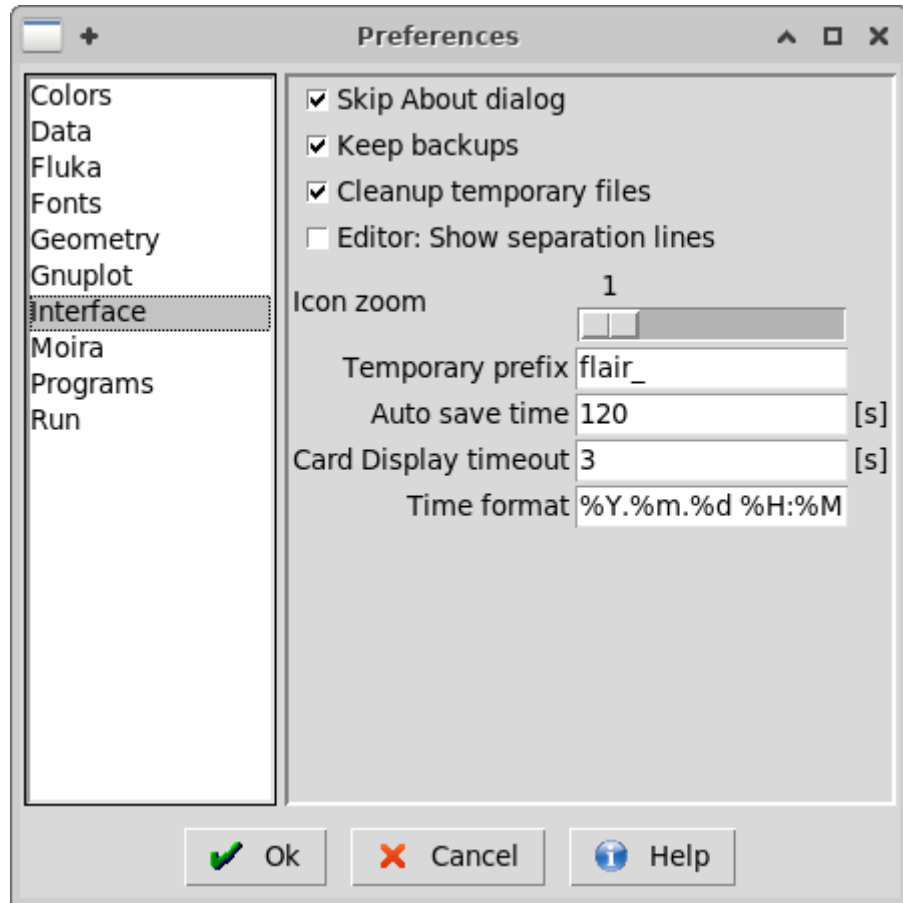 Preferences
Colors
Data
Fluka
Fonts
Geometry
Gnuplot
Interface
Moira
Programs
Run
Skip About dialog
Keep backups
Cleanup temporary files
Editor: Show separation lines
1
Icon zoom
Temporary prefix flair_
Auto save time 120 [s]
Card Display timeout 3 [s]
Time format %Y.%m.%d %H:%M
Ok Cancel Help